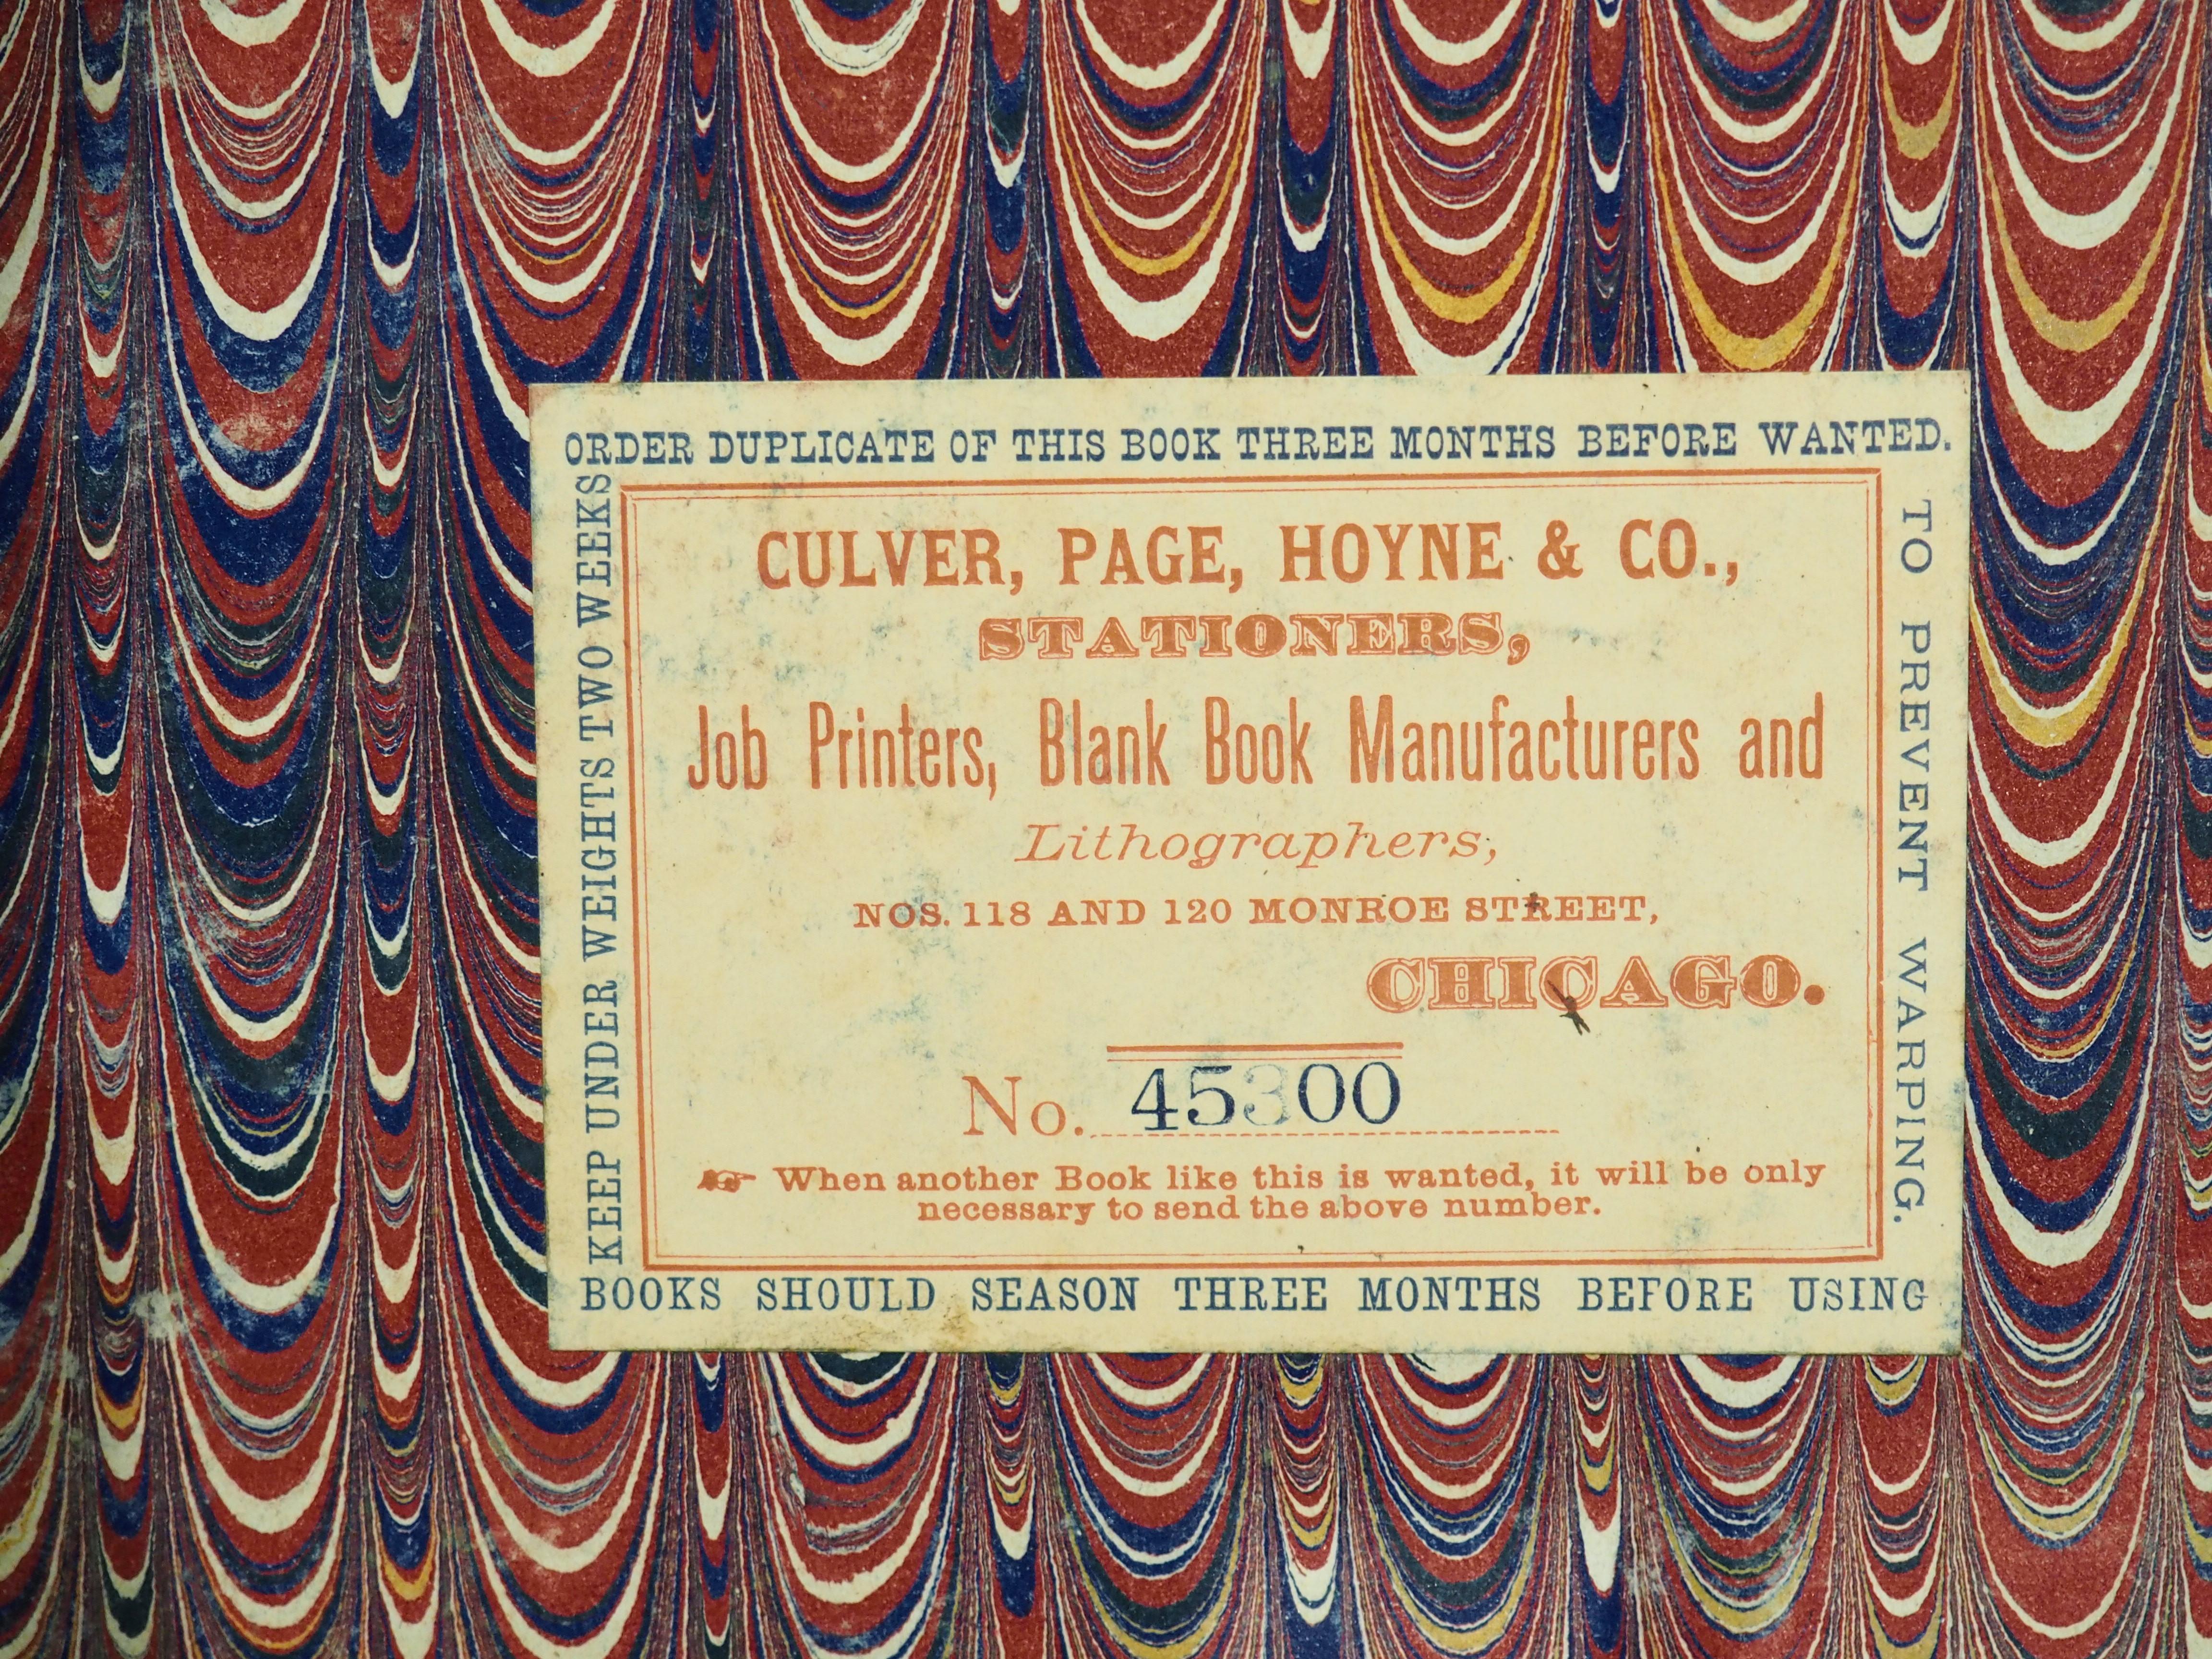 ORDER DUPLICATE OF THIS BOOK THREE MONTHS BEFORE WANTED.
KEEP UNDER WEIGHTS TWO WEEKS
TO PREVENT WARPING.
CULVER, PAGE, HOYNE & CO.,
STATIONERS,
Job Printers, Blank Book Manufacturers and
Lithographers,
NOS. 118 AND 120 MONROE STREET,
CHICAGO.
No. 45300
When another Book like this is wanted, it will be only
necessary to send the above number.
BOOKS SHOULD SEASON THREE MONTHS BEFORE USING